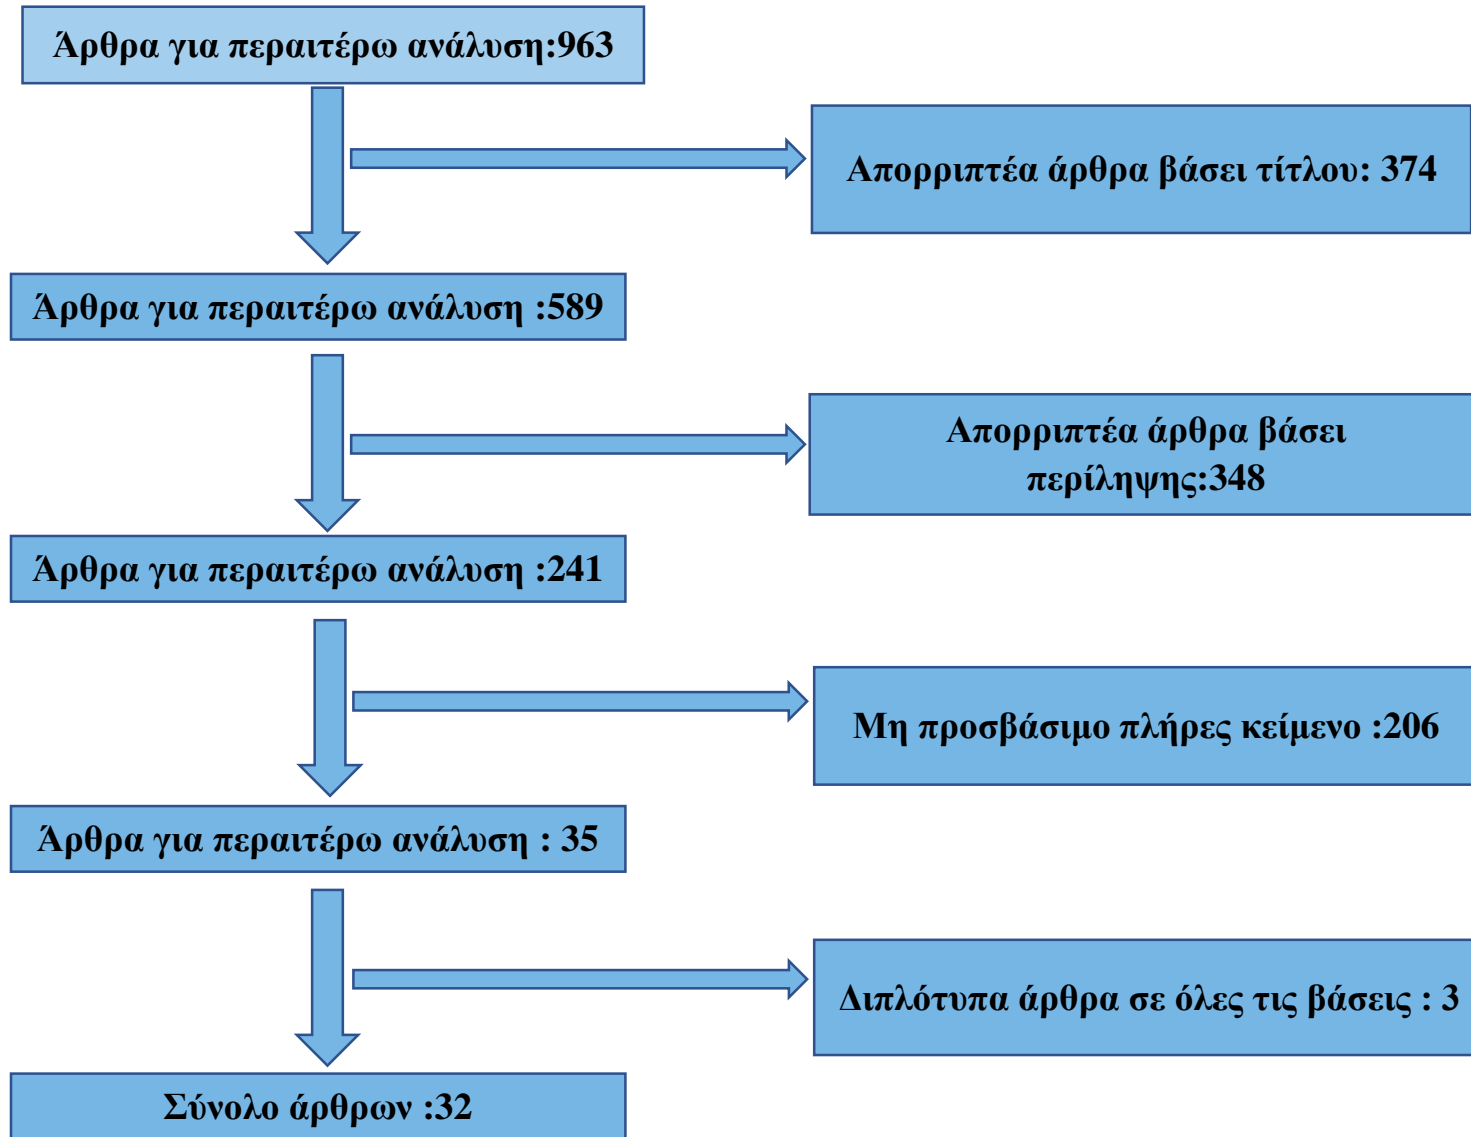 Άρθρα για περαιτέρω ανάλυση:963
Απορριπτέα άρθρα βάσει τίτλου: 374
Άρθρα για περαιτέρω ανάλυση :589
Απορριπτέα άρθρα βάσει
περίληψης:348
Άρθρα για περαιτέρω ανάλυση :241
Μη προσβάσιμο πλήρες κείμενο :206
Άρθρα για περαιτέρω ανάλυση : 35
Διπλότυπα άρθρα σε όλες τις βάσεις : 3
Σύνολο άρθρων :32